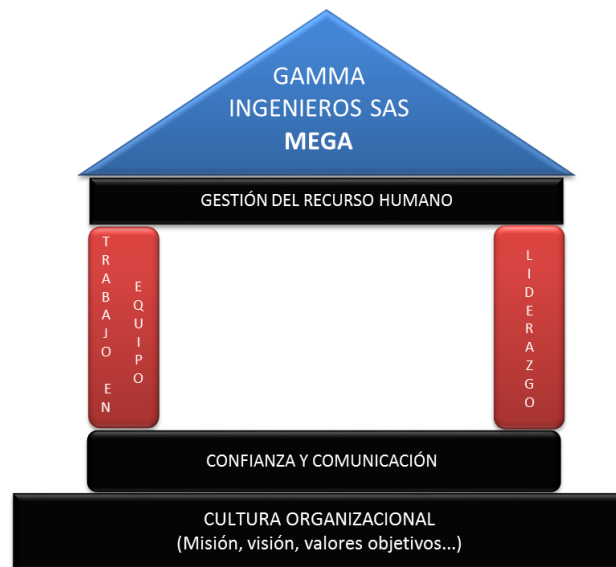 GAMMA
INGENIEROS SAS
MEGA
GESTIÓN DEL RECURSO HUMANO
TRABAJO EN
EQUIPO
LIDERAZGO
CONFIANZA Y COMUNICACIÓN
CULTURA ORGANIZACIONAL
(Misión, visión, valores objetivos...)